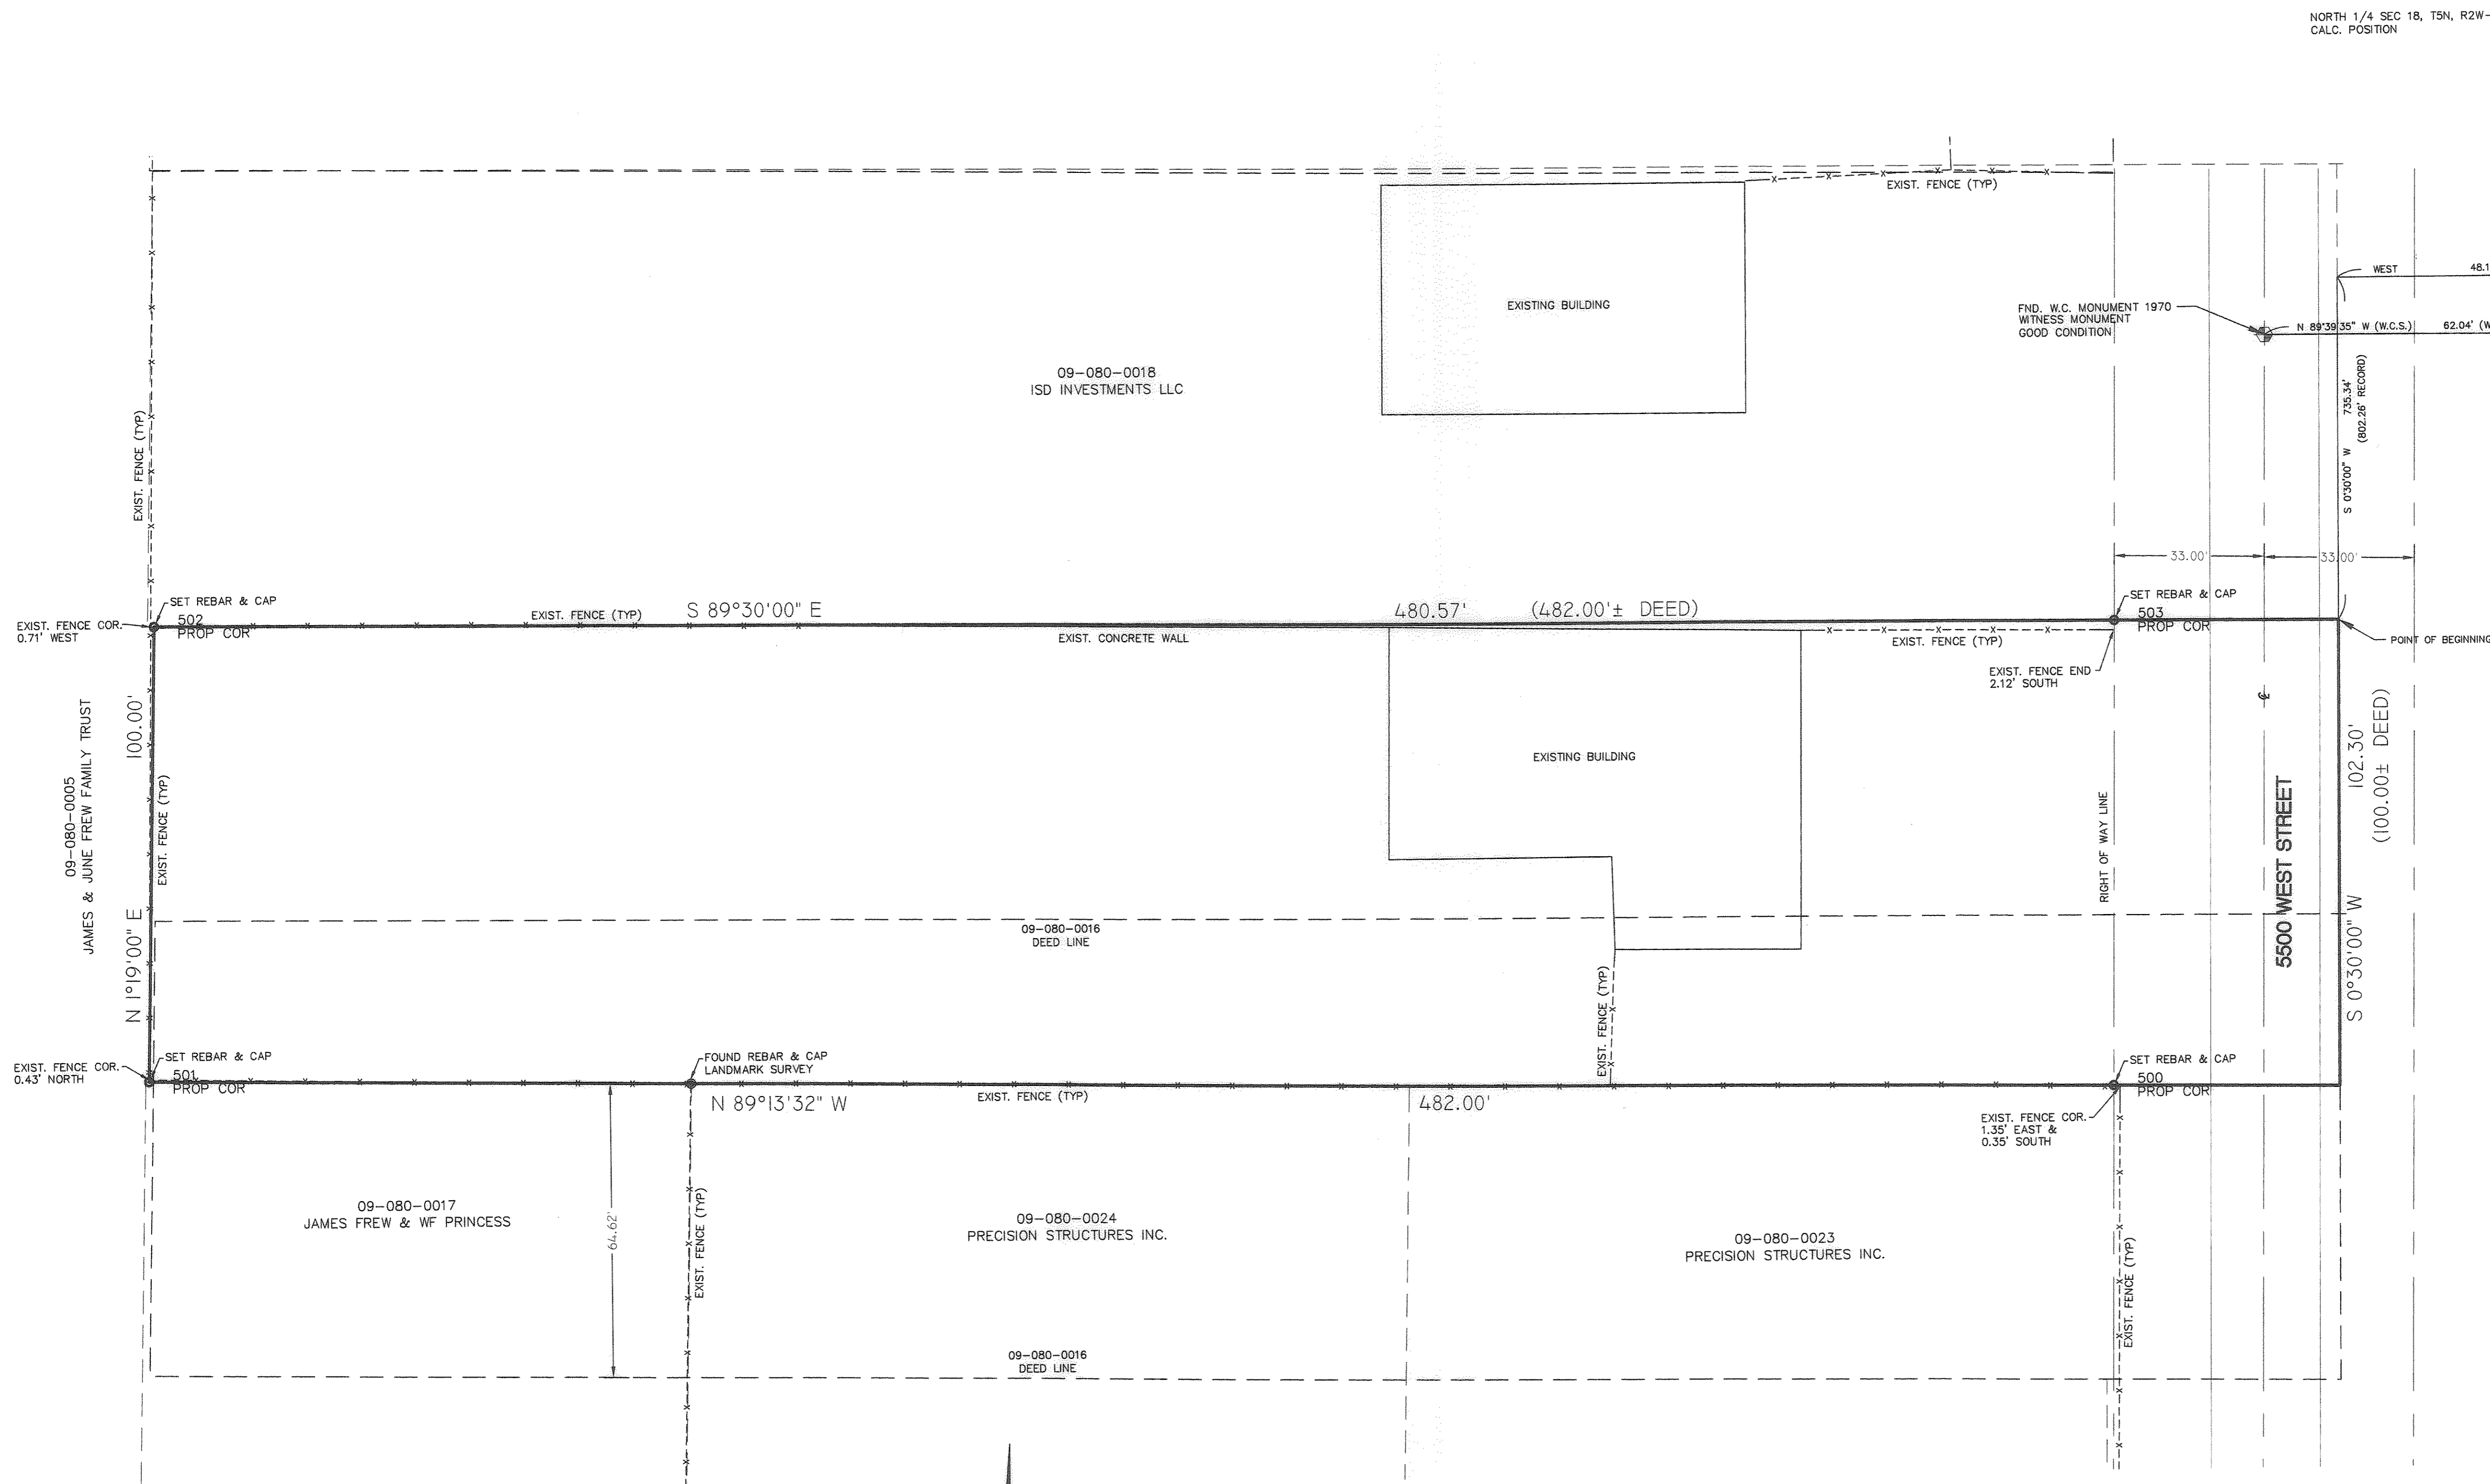 NORTH 1/4 SEC 18, T5N, R2W-
CALC. POSITION
EXIST. FENCE (TYP)
WEST 48.1
EXISTING BUILDING
FND. W.C. MONUMENT 1970
WITNESS MONUMENT
GOOD CONDITION
N 89°39'35" W (W.C.S.) 62.04' (W
09-080-0018
ISD INVESTMENTS LLC
S 0°30'00" W 735.34'
(802.26' RECORD)
EXIST. FENCE (TYP)
33.00' 33.00'
SET REBAR & CAP
502
PROP COR
EXIST. FENCE COR.
0.71' WEST
EXIST. FENCE (TYP)
S 89°30'00" E 480.57' (482.00'± DEED)
EXIST. CONCRETE WALL
SET REBAR & CAP
503
PROP COR
EXIST. FENCE (TYP)
POINT OF BEGINNING
EXIST. FENCE END
2.12' SOUTH
09-080-0005
JAMES & JUNE FREW FAMILY TRUST
N 1°19'00" E 100.00'
EXIST. FENCE (TYP)
EXISTING BUILDING
RIGHT OF WAY LINE
5500 WEST STREET
S 0°30'00" W 102.30'
(100.00± DEED)
09-080-0016
DEED LINE
EXIST. FENCE (TYP)
SET REBAR & CAP
501
PROP COR
EXIST. FENCE COR.
0.43' NORTH
FOUND REBAR & CAP
LANDMARK SURVEY
N 89°13'32" W 482.00'
EXIST. FENCE (TYP)
SET REBAR & CAP
500
PROP COR
EXIST. FENCE COR.
1.35' EAST &
0.35' SOUTH
09-080-0017
JAMES FREW & WF PRINCESS
64.62'
EXIST. FENCE (TYP)
09-080-0024
PRECISION STRUCTURES INC.
09-080-0023
PRECISION STRUCTURES INC.
EXIST. FENCE (TYP)
09-080-0016
DEED LINE